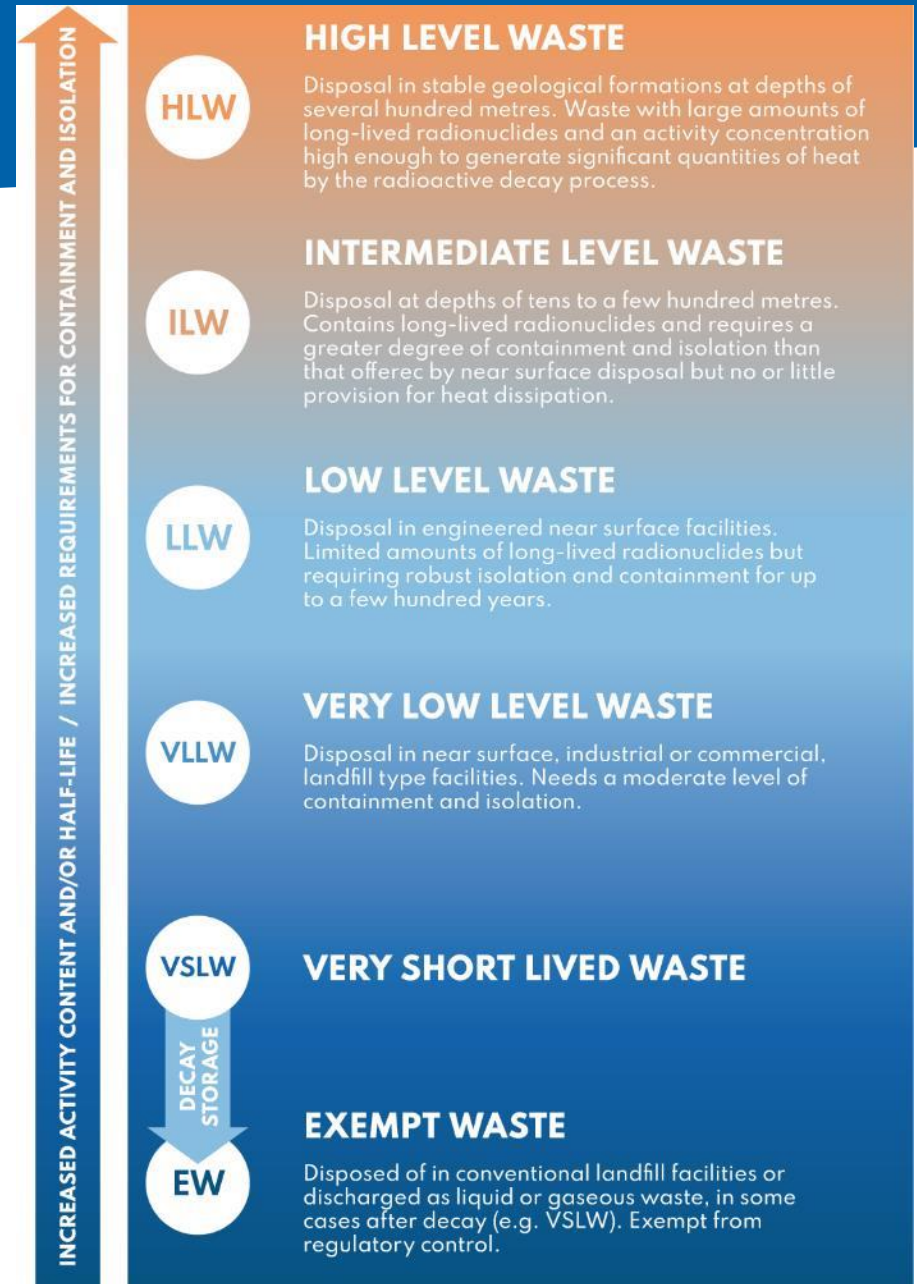 INCREASED ACTIVITY CONTENT AND/OR HALF-LIFE / INCREASED REQUIREMENTS FOR CONTAINMENT AND ISOLATION
HLW
HIGH LEVEL WASTE
Disposal in stable geological formations at depths of
several hundred metres. Waste with large amounts of
long-lived radionuclides and an activity concentration
high enough to generate significant quantities of heat
by the radioactive decay process.
ILW
INTERMEDIATE LEVEL WASTE
Disposal at depths of tens to a few hundred metres.
Contains long-lived radionuclides and requires a
greater degree of containment and isolation than
that offerec by near surface disposal but no or little
provision for heat dissipation.
LLW
LOW LEVEL WASTE
Disposal in engineered near surface facilities.
Limited amounts of long-lived radionuclides but
requiring robust isolation and containment for up
to a few hundred years.
VLLW
VERY LOW LEVEL WASTE
Disposal in near surface, industrial or commercial,
landfill type facilities. Needs a moderate level of
containment and isolation.
VSLW
VERY SHORT LIVED WASTE
DECAY
STORAGE
EW
EXEMPT WASTE
Disposed of in conventional landfill facilities or
discharged as liquid or gaseous waste, in some
cases after decay (e.g. VSLW). Exempt from
regulatory control.